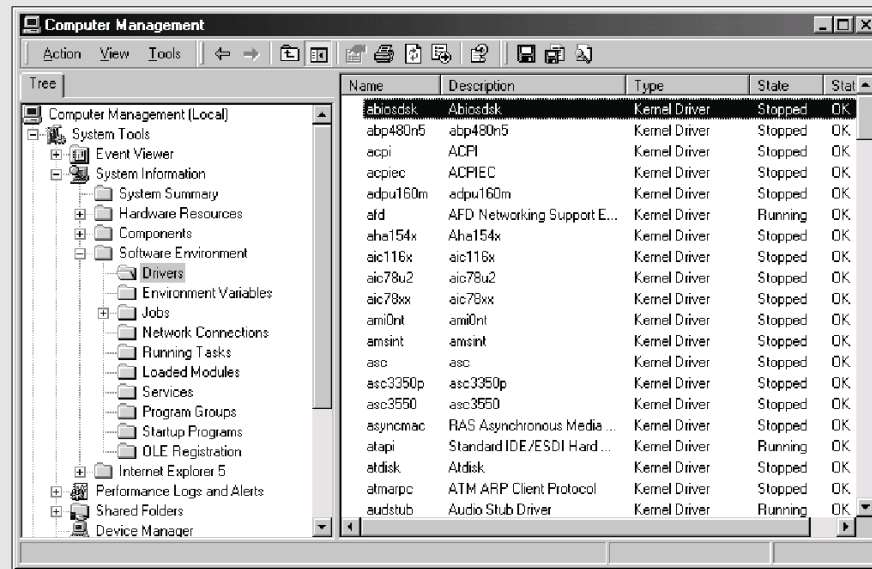 Computer Management
Action View Tools
Tree
Computer Management (Local)
System Tools
Event Viewer
System Information
System Summary
Hardware Resources
Components
Software Environment
Drivers
Environment Variables
Jobs
Network Connections
Running Tasks
Loaded Modules
Services
Program Groups
Startup Programs
OLE Registration
Internet Explorer 5
Performance Logs and Alerts
Shared Folders
Device Manager
Name Description Type State Stat
abiosdsk Abiosdsk Kernel Driver Stopped OK
abp480n5 abp480n5 Kernel Driver Stopped OK
acpi ACPI Kernel Driver Stopped OK
acpiec ACPIEC Kernel Driver Stopped OK
adpu160m adpu160m Kernel Driver Stopped OK
afd AFD Networking Support E... Kernel Driver Running OK
aha154x Aha154x Kernel Driver Stopped OK
aic116x aic116x Kernel Driver Stopped OK
aic78u2 aic78u2 Kernel Driver Stopped OK
aic78xx aic78xx Kernel Driver Stopped OK
ami0nt ami0nt Kernel Driver Stopped OK
amsint amsint Kernel Driver Stopped OK
asc asc Kernel Driver Stopped OK
asc3350p asc3350p Kernel Driver Stopped OK
asc3550 asc3550 Kernel Driver Stopped OK
asyncmac RAS Asynchronous Media ... Kernel Driver Stopped OK
atapi Standard IDE/ESDI Hard ... Kernel Driver Running OK
atdisk Atdisk Kernel Driver Stopped OK
atmarpc ATM ARP Client Protocol Kernel Driver Stopped OK
audstub Audio Stub Driver Kernel Driver Running OK